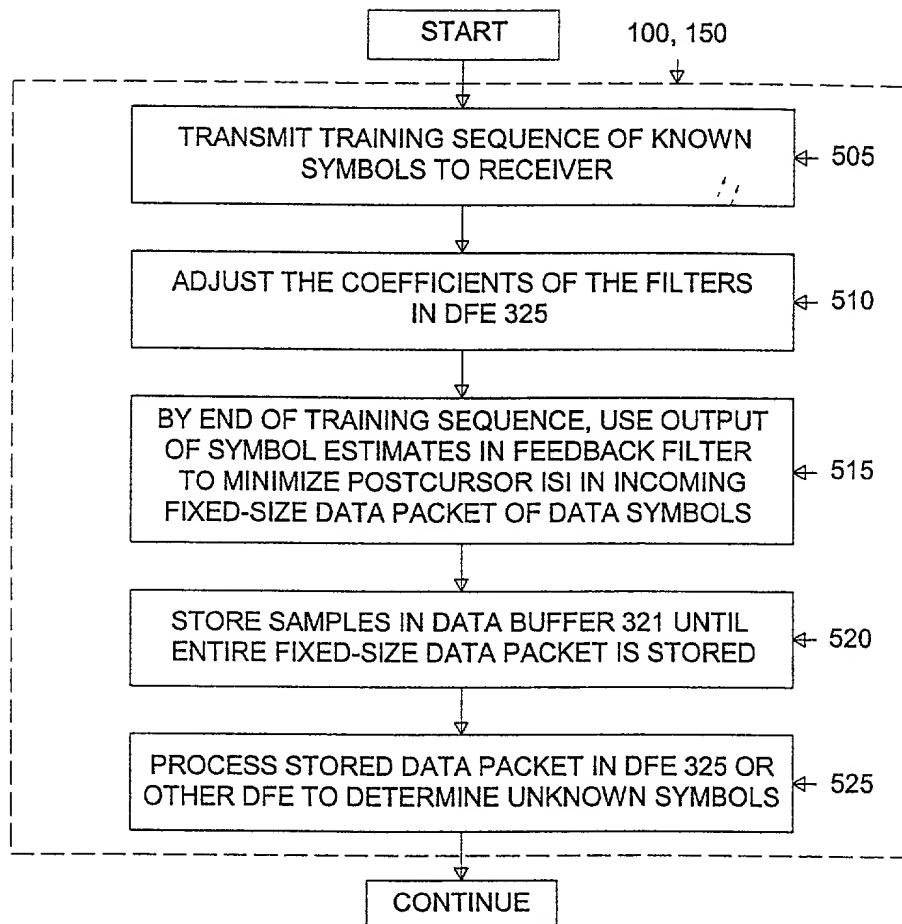 START
100, 150
TRANSMIT TRAINING SEQUENCE OF KNOWN
SYMBOLS TO RECEIVER
505
ADJUST THE COEFFICIENTS OF THE FILTERS
IN DFE 325
510
BY END OF TRAINING SEQUENCE, USE OUTPUT
OF SYMBOL ESTIMATES IN FEEDBACK FILTER
TO MINIMIZE POSTCURSOR ISI IN INCOMING
FIXED-SIZE DATA PACKET OF DATA SYMBOLS
515
STORE SAMPLES IN DATA BUFFER 321 UNTIL
ENTIRE FIXED-SIZE DATA PACKET IS STORED
520
PROCESS STORED DATA PACKET IN DFE 325 OR
OTHER DFE TO DETERMINE UNKNOWN SYMBOLS
525
CONTINUE